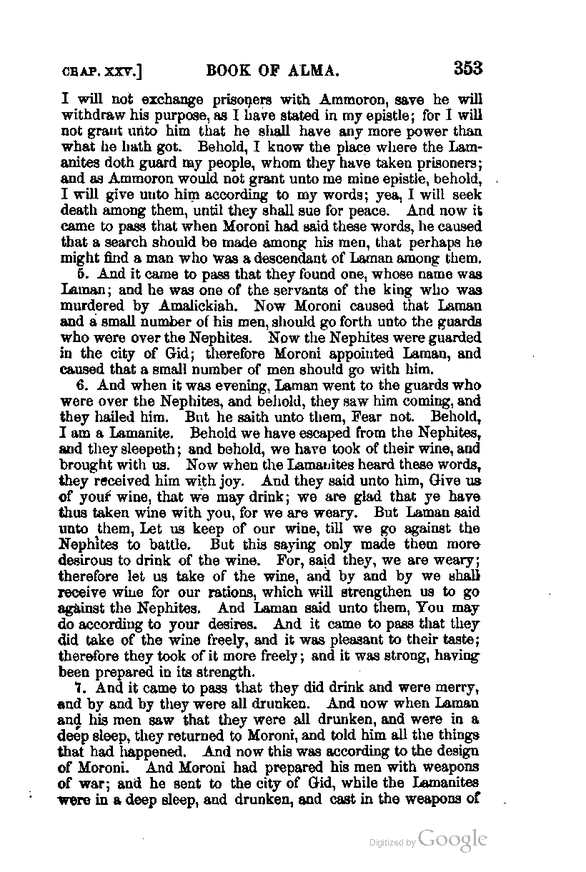 CHAP. XXV.] BOOK OF ALMA. 353
I will not exchange prisoners with Ammoron, save he will
withdraw his purpose, as I have stated in my epistle; for I will
not grant unto him that he shall have any more power than
what he hath got. Behold, I know the place where the Lam-
anites doth guard my people, whom they have taken prisoners;
and as Ammoron would not grant unto me mine epistle, behold,
I will give unto him according to my words; yea, I will seek
death among them, until they shall sue for peace. And now it
came to pass that when Moroni had said these words, he caused
that a search should be made among his men, that perhaps he
might find a man who was a descendant of Laman among them.
5. And it came to pass that they found one, whose name was
Laman; and he was one of the servants of the king who was
murdered by Amalickiah. Now Moroni caused that Laman
and a small number of his men, should go forth unto the guards
who were over the Nephites. Now the Nephites were guarded
in the city of Gid; therefore Moroni appointed Laman, and
caused that a small number of men should go with him.
6. And when it was evening, Laman went to the guards who
were over the Nephites, and behold, they saw him coming, and
they hailed him. But he saith unto them, Fear not. Behold,
I am a Lamanite. Behold we have escaped from the Nephites,
and they sleepeth; and behold, we have took of their wine, and
brought with us. Now when the Lamanites heard these words,
they received him with joy. And they said unto him, Give us
of your wine, that we may drink; we are glad that ye have
thus taken wine with you, for we are weary. But Laman said
unto them, Let us keep of our wine, till we go against the
Nephites to battle. But this saying only made them more
desirous to drink of the wine. For, said they, we are weary;
therefore let us take of the wine, and by and by we shall
receive wine for our rations, which will strengthen us to go
against the Nephites. And Laman said unto them, You may
do according to your desires. And it came to pass that they
did take of the wine freely, and it was pleasant to their taste;
therefore they took of it more freely; and it was strong, having
been prepared in its strength.
7. And it came to pass that they did drink and were merry,
and by and by they were all drunken. And now when Laman
and his men saw that they were all drunken, and were in a
deep sleep, they returned to Moroni, and told him all the things
that had happened. And now this was according to the design
of Moroni. And Moroni had prepared his men with weapons
of war; and he sent to the city of Gid, while the Lamanites
were in a deep sleep, and drunken, and cast in the weapons of
Digitized by Google